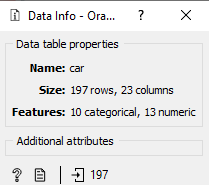 Data Info - Ora...
Data table properties
Name: car
Size: 197 rows, 23 columns
Features: 10 categorical, 13 numeric
Additional attributes
? 197